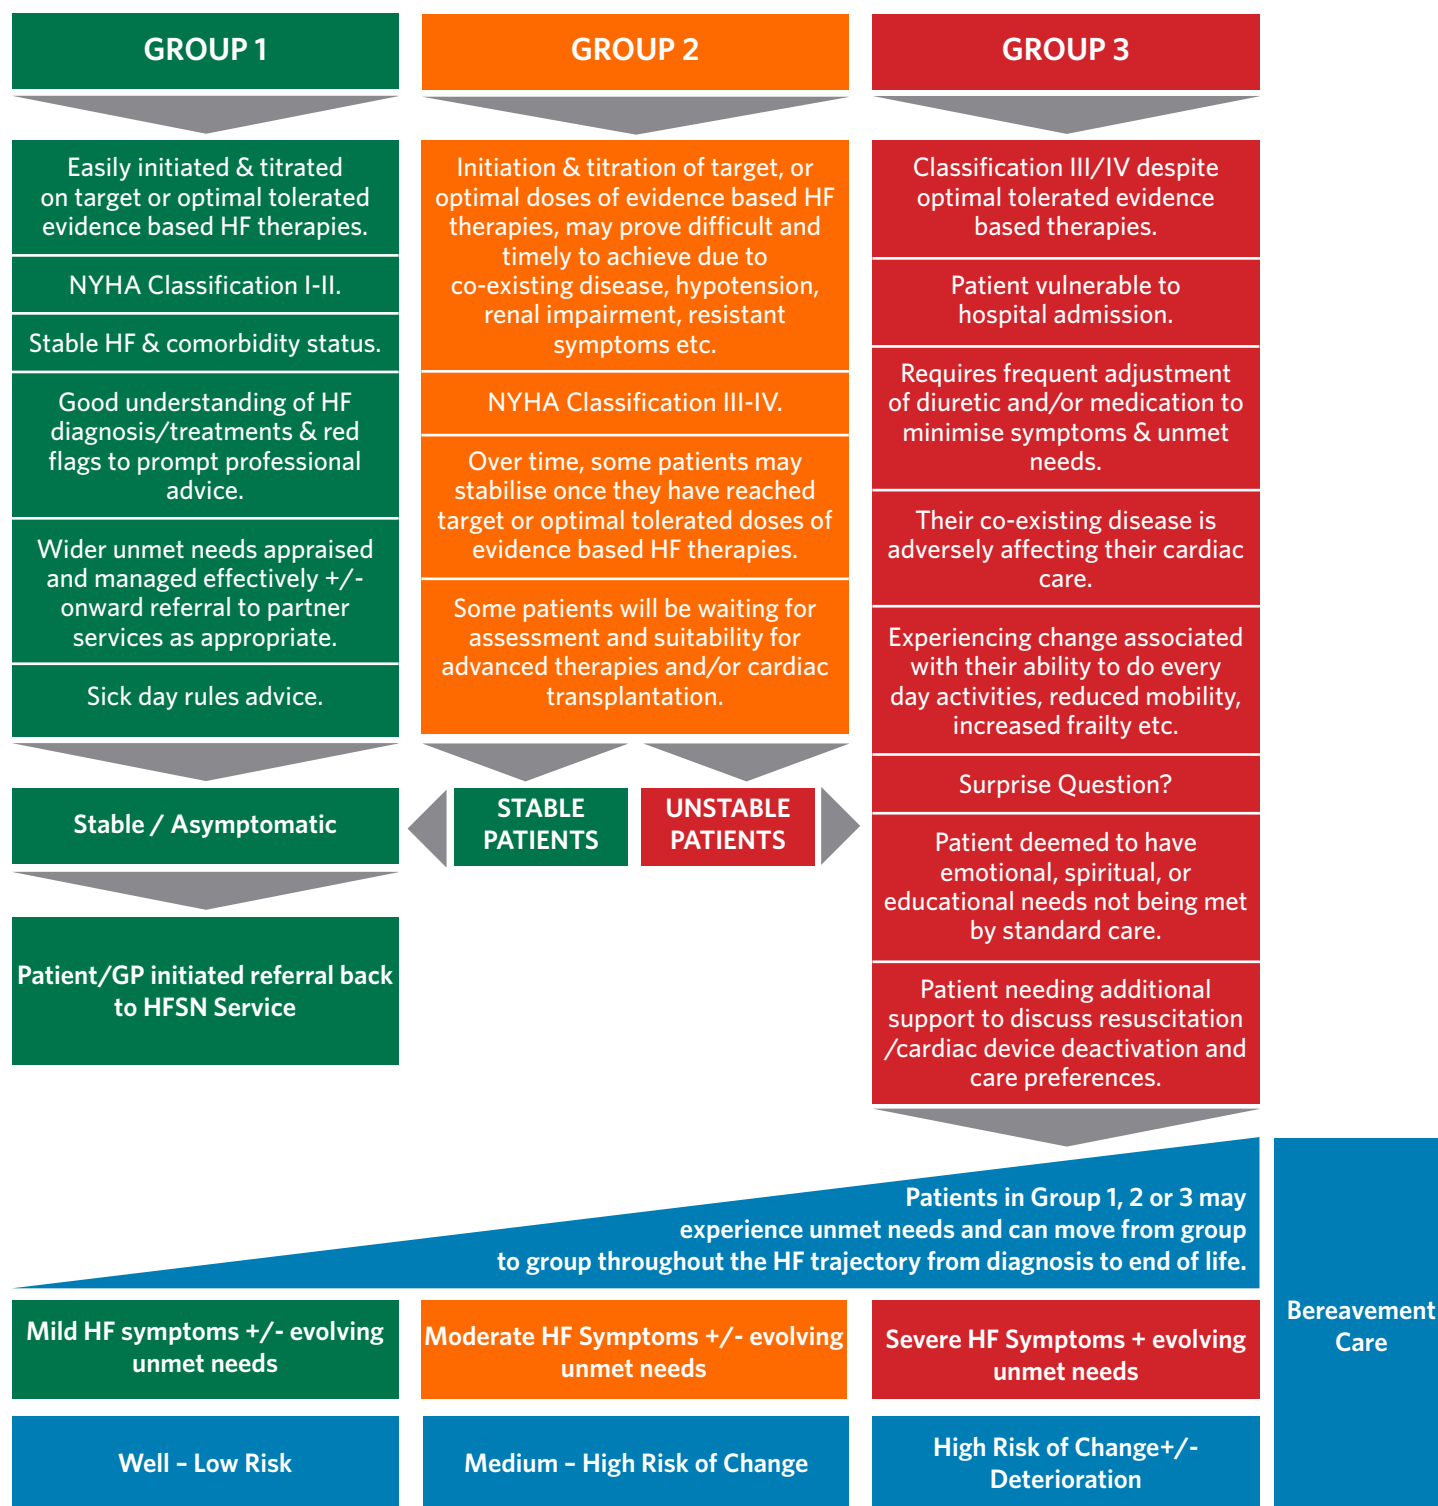 GROUP 1
Easily initiated & titrated
on target or optimal tolerated
evidence based HF therapies.
NYHA Classification I-II.
Stable HF & comorbidity status.
Good understanding of HF
diagnosis/treatments & red
flags to prompt professional
advice.
Wider unmet needs appraised
and managed effectively +/-
onward referral to partner
services as appropriate.
Sick day rules advice.
Stable / Asymptomatic
Patient/GP initiated referral back
to HFSN Service
GROUP 2
Initiation & titration of target, or
optimal doses of evidence based HF
therapies, may prove difficult and
timely to achieve due to
co-existing disease, hypotension,
renal impairment, resistant
symptoms etc.
NYHA Classification III-IV.
Over time, some patients may
stabilise once they have reached
target or optimal tolerated doses of
evidence based HF therapies.
Some patients will be waiting for
assessment and suitability for
advanced therapies and/or cardiac
transplantation.
STABLE
PATIENTS
UNSTABLE
PATIENTS
GROUP 3
Classification III/IV despite
optimal tolerated evidence
based therapies.
Patient vulnerable to
hospital admission.
Requires frequent adjustment
of diuretic and/or medication to
minimise symptoms & unmet
needs.
Their co-existing disease is
adversely affecting their cardiac
care.
Experiencing change associated
with their ability to do every
day activities, reduced mobility,
increased frailty etc.
Surprise Question?
Patient deemed to have
emotional, spiritual, or
educational needs not being met
by standard care.
Patient needing additional
support to discuss resuscitation
/cardiac device deactivation and
care preferences.
Patients in Group 1, 2 or 3 may
experience unmet needs and can move from group
to group throughout the HF trajectory from diagnosis to end of life.
Mild HF symptoms +/- evolving
unmet needs
Moderate HF Symptoms +/- evolving
unmet needs
Severe HF Symptoms + evolving
unmet needs
Well – Low Risk
Medium – High Risk of Change
High Risk of Change+/-
Deterioration
Bereavement
Care